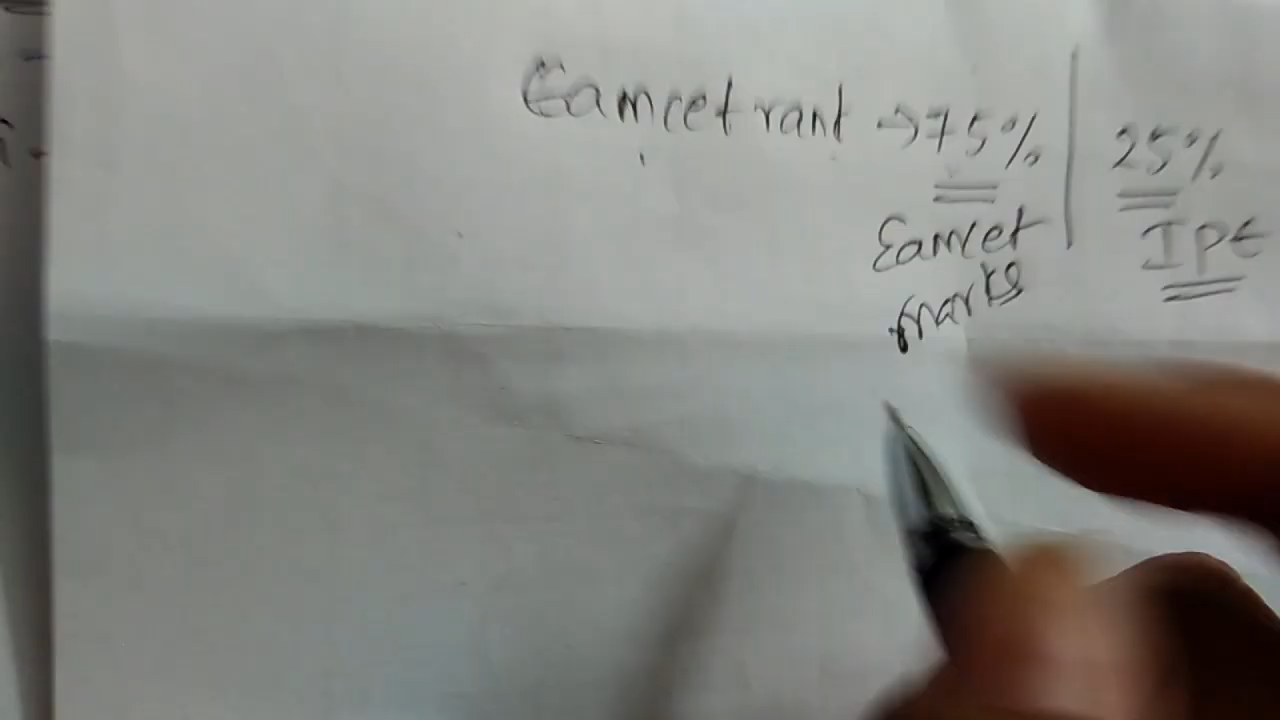 Eamcet rank → 75% | 25%
Eamcet IPE
marks